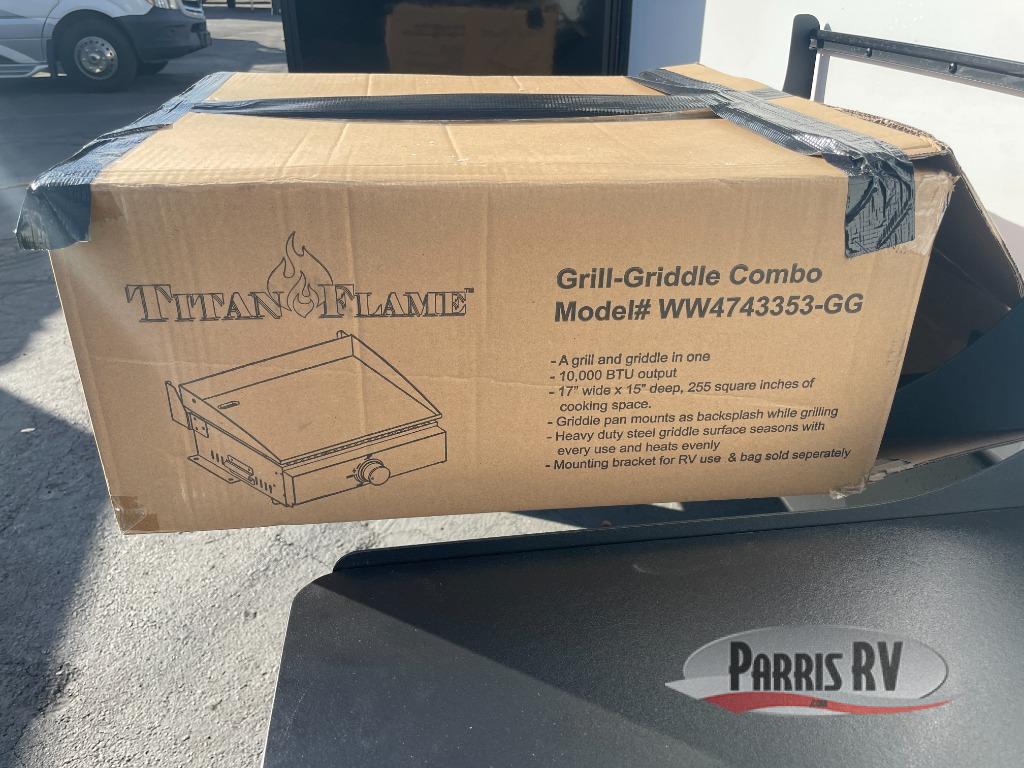 TITAN FLAME™
Grill-Griddle Combo
Model# WW4743353-GG
- A grill and griddle in one
- 10,000 BTU output
- 17" wide x 15" deep, 255 square inches of
cooking space.
- Griddle pan mounts as backsplash while grilling
- Heavy duty steel griddle surface seasons with
every use and heats evenly
- Mounting bracket for RV use & bag sold seperately
PARRIS RV
.COM